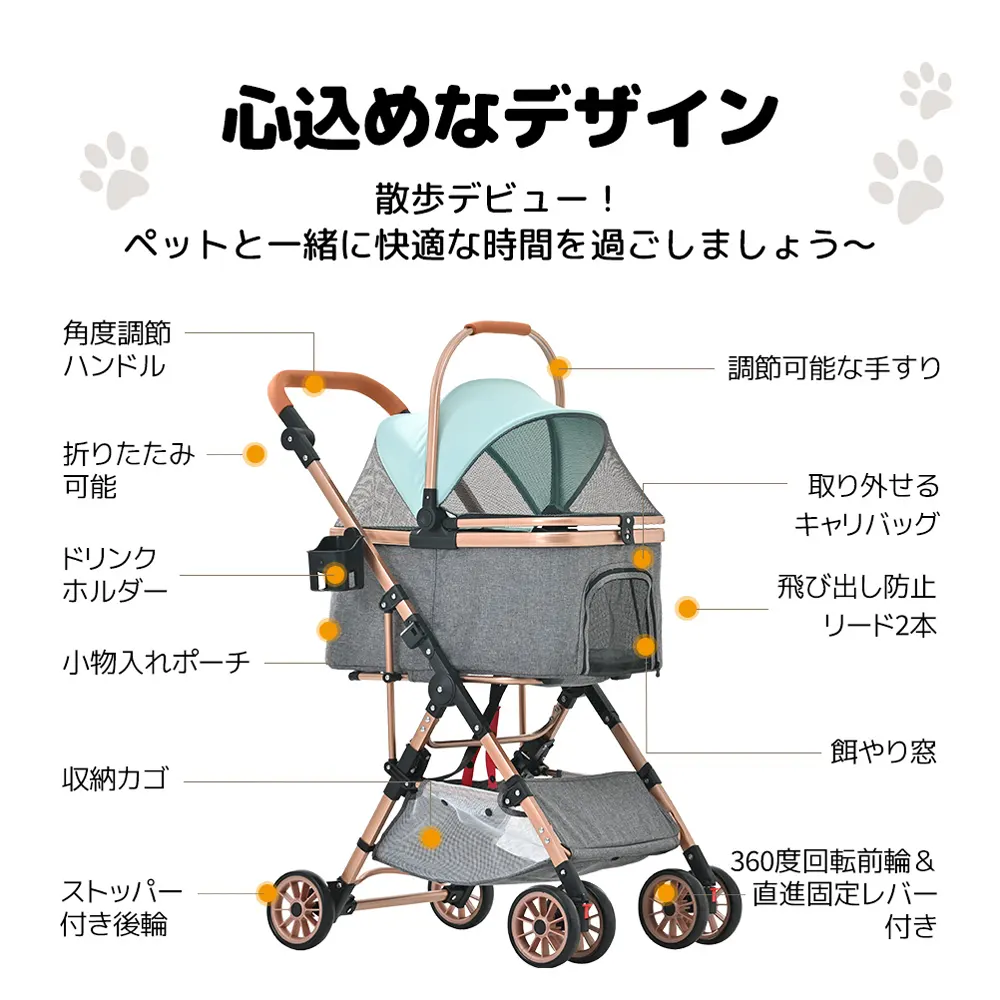 心込めなデザイン
散歩デビュー！
ペットと一緒に快適な時間を過ごしましょう〜
角度調節
ハンドル
調節可能な手すり
折りたたみ
可能
取り外せる
キャリバッグ
ドリンク
ホルダー
飛び出し防止
リード2本
小物入れポーチ
餌やり窓
収納カゴ
360度回転前輪＆
直進固定レバー
付き
ストッパー
付き後輪